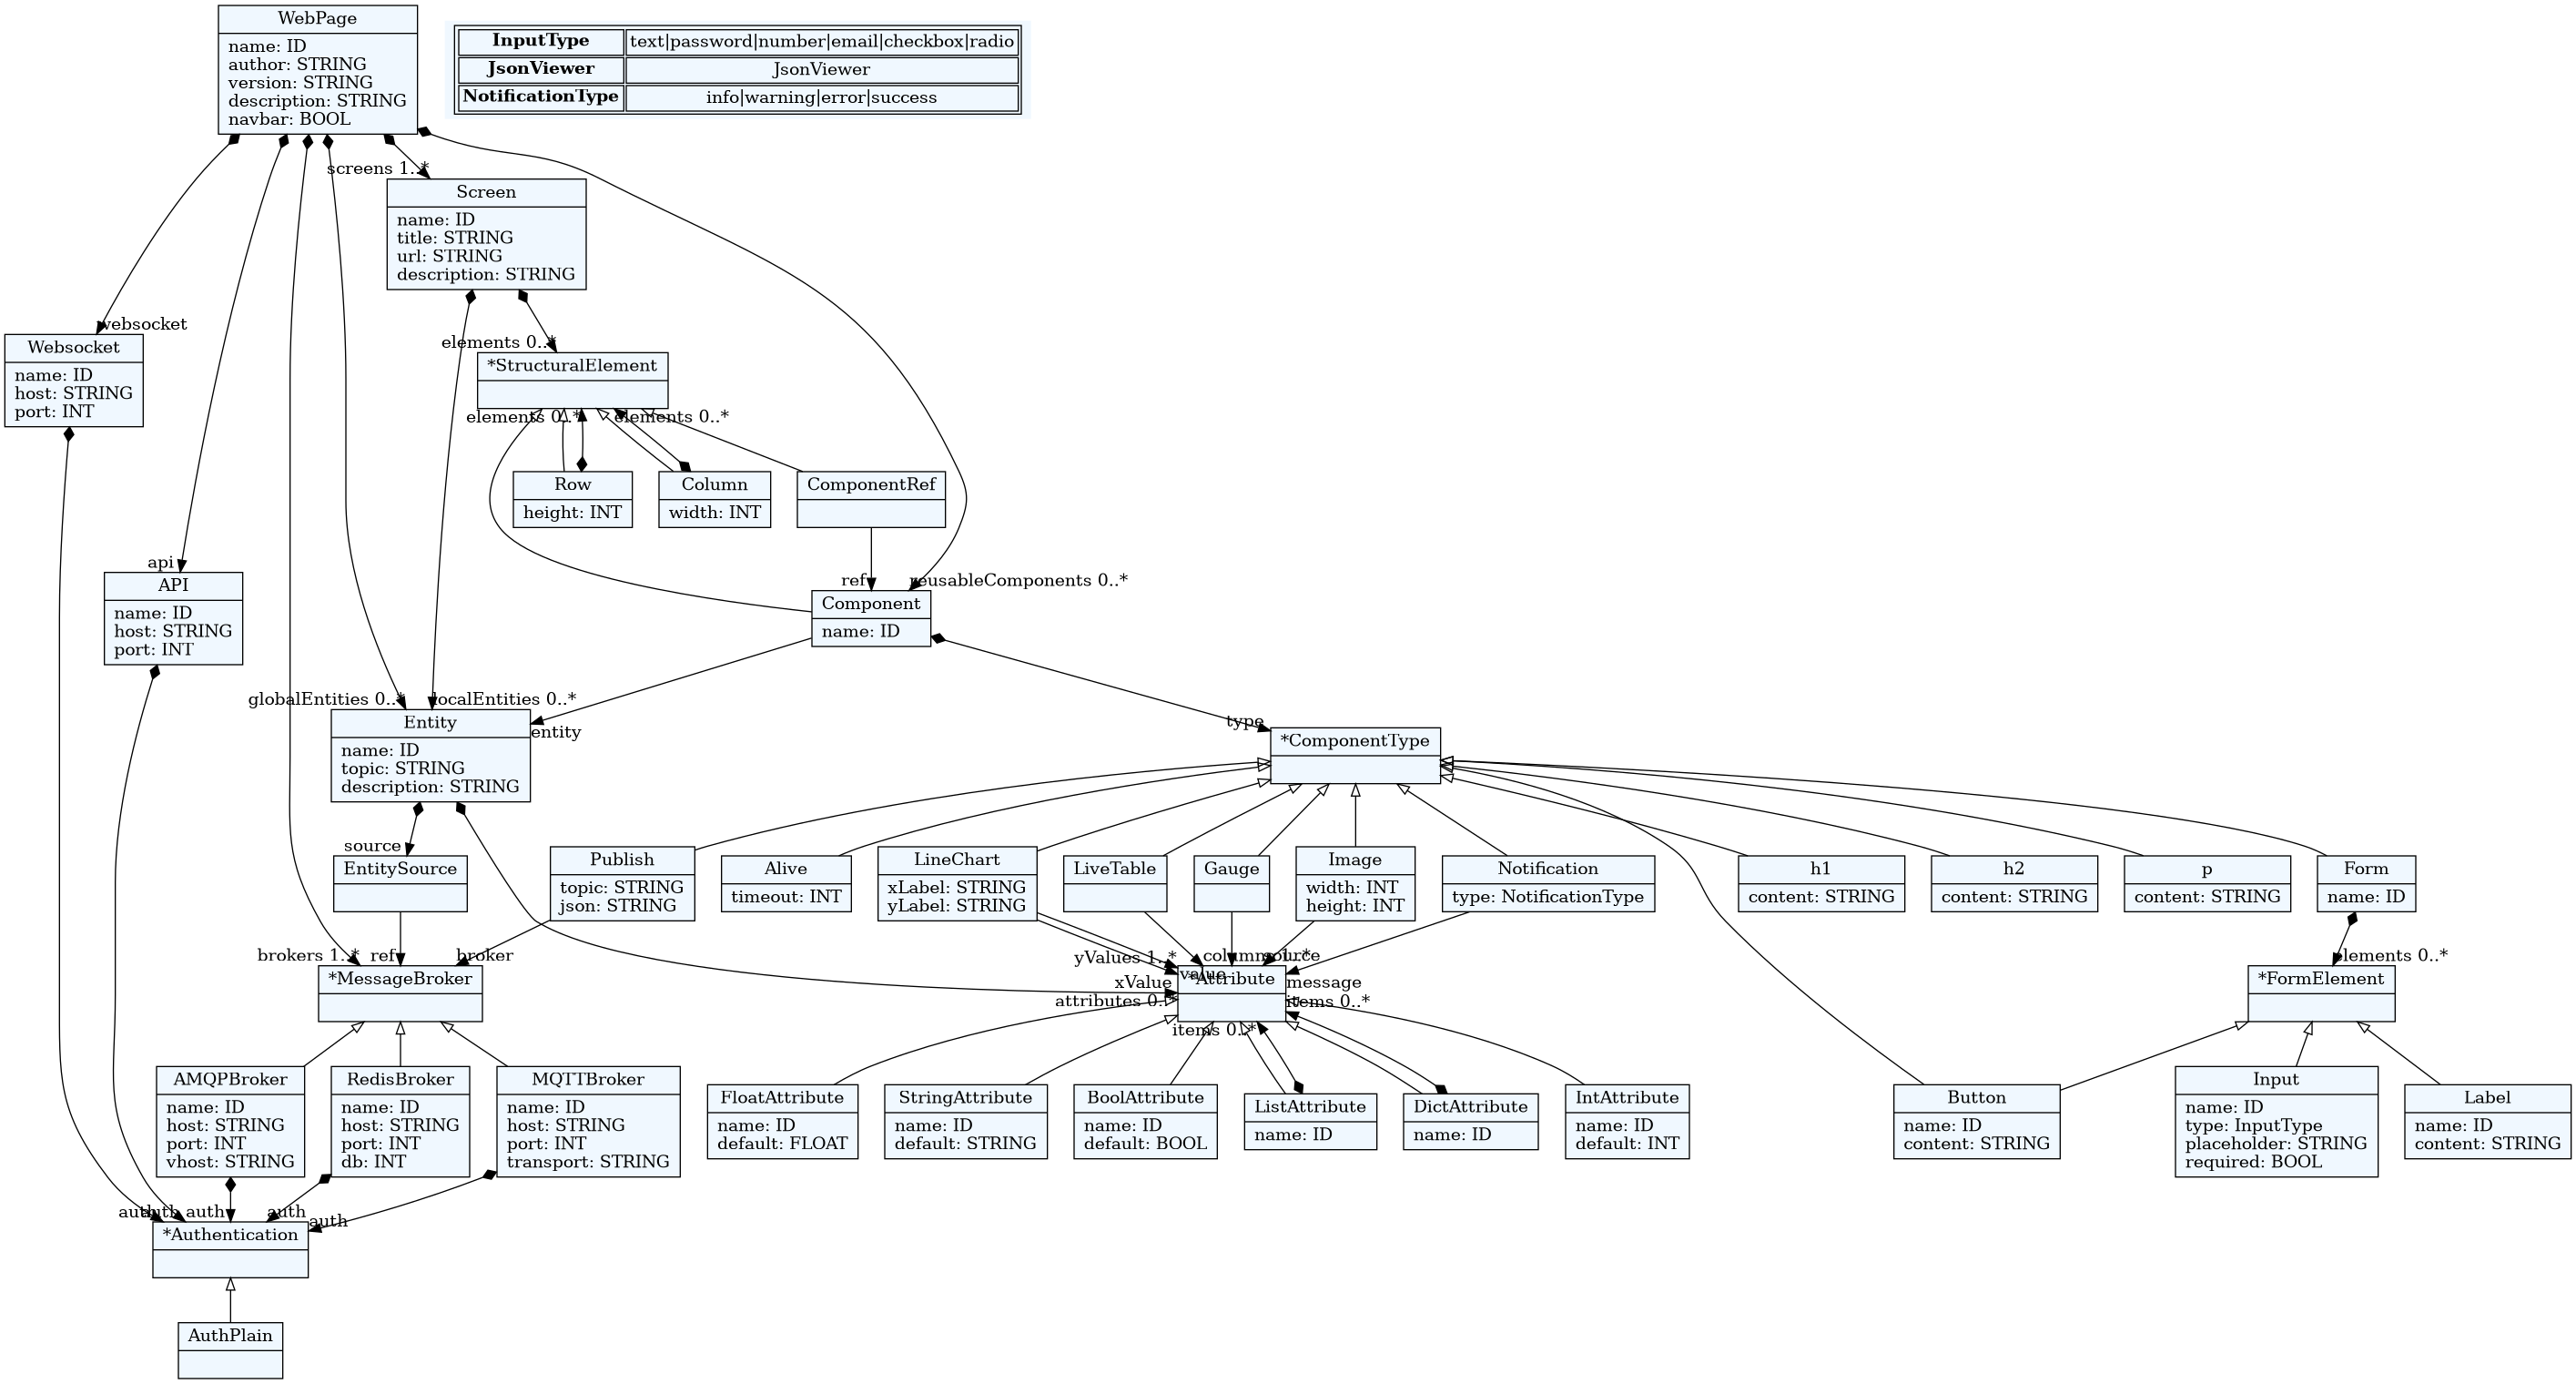 WebPage
name: ID
author: STRING
version: STRING
description: STRING
navbar: BOOL
InputType text|password|number|email|checkbox|radio
JsonViewer JsonViewer
NotificationType info|warning|error|success
screens 1..*
Screen
name: ID
title: STRING
url: STRING
description: STRING
websocket
Websocket
name: ID
host: STRING
port: INT
elements 0..*
*StructuralElement
elements 0..*
elements 0..*
Row
height: INT
Column
width: INT
ComponentRef
api
API
name: ID
host: STRING
port: INT
ref
reusableComponents 0..*
Component
name: ID
globalEntities 0..*
localEntities 0..*
entity
Entity
name: ID
topic: STRING
description: STRING
type
*ComponentType
source
EntitySource
Publish
topic: STRING
json: STRING
Alive
timeout: INT
LineChart
xLabel: STRING
yLabel: STRING
LiveTable
Gauge
Image
width: INT
height: INT
Notification
type: NotificationType
h1
content: STRING
h2
content: STRING
p
content: STRING
Form
name: ID
brokers 1..*
ref
broker
*MessageBroker
yValues 1..*
columns 1..*
source
value
xValue
message
attributes 0..*
items 0..*
items 0..*
*Attribute
elements 0..*
*FormElement
AMQPBroker
name: ID
host: STRING
port: INT
vhost: STRING
RedisBroker
name: ID
host: STRING
port: INT
db: INT
MQTTBroker
name: ID
host: STRING
port: INT
transport: STRING
FloatAttribute
name: ID
default: FLOAT
StringAttribute
name: ID
default: STRING
BoolAttribute
name: ID
default: BOOL
ListAttribute
name: ID
DictAttribute
name: ID
IntAttribute
name: ID
default: INT
Button
name: ID
content: STRING
Input
name: ID
type: InputType
placeholder: STRING
required: BOOL
Label
name: ID
content: STRING
auth
auth
auth
auth
auth
*Authentication
AuthPlain